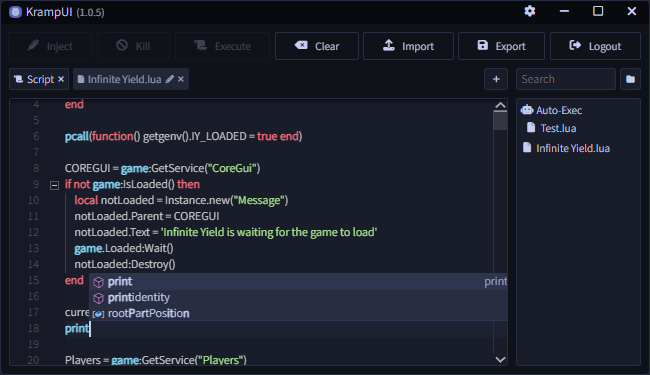 KrampUI (1.0.5)
Inject
Kill
Execute
Clear
Import
Export
Logout
Script
Infinite Yield.lua
+
Search
4 end
5
6 pcall(function() getgenv().IY_LOADED = true end)
7
8 COREGUI = game:GetService("CoreGui")
9 if not game:IsLoaded() then
10 local notLoaded = Instance.new("Message")
11 notLoaded.Parent = COREGUI
12 notLoaded.Text = 'Infinite Yield is waiting for the game to load'
13 game.Loaded:Wait()
14 notLoaded:Destroy()
15 end
print print
16
printidentity
17 curre
rootPartPosition
18 print
19
20 Players = game:GetService("Players")
Auto-Exec
Test.lua
Infinite Yield.lua